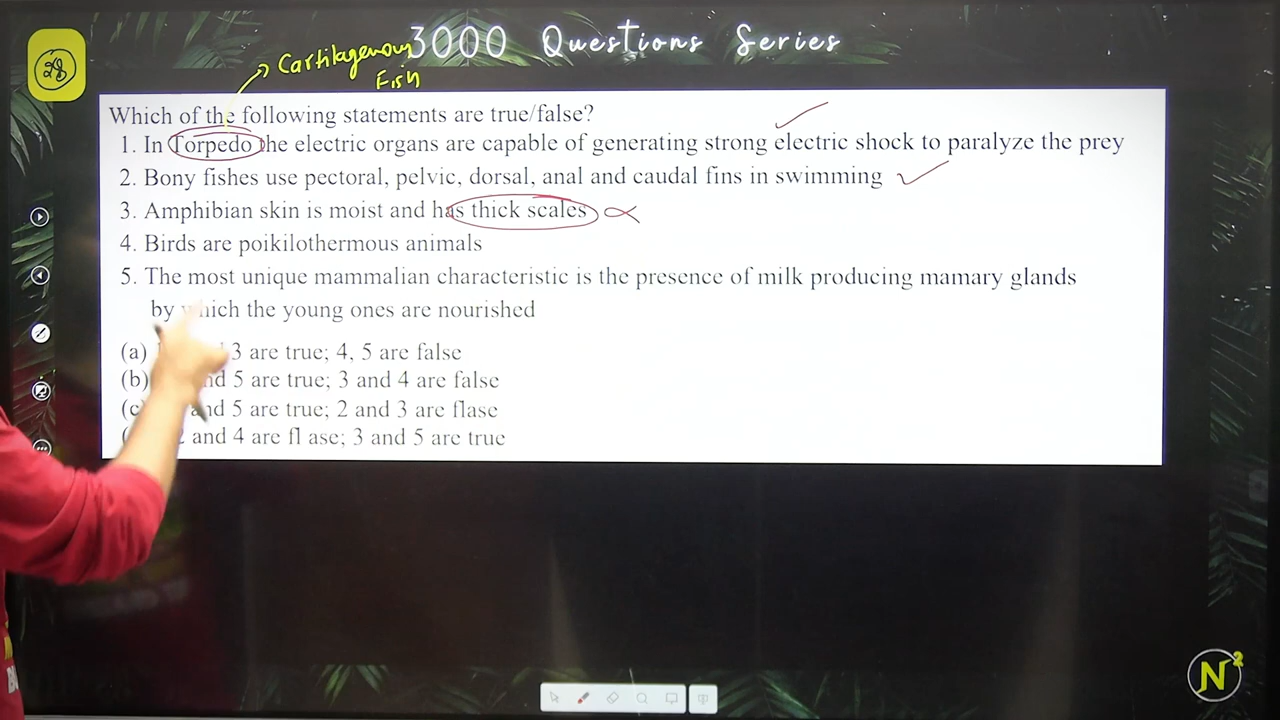 3000 Questions Series
28
Cartilagenous
Fish
Which of the following statements are true/false?
1. In Torpedo the electric organs are capable of generating strong electric shock to paralyze the prey
2. Bony fishes use pectoral, pelvic, dorsal, anal and caudal fins in swimming
3. Amphibian skin is moist and has thick scales
4. Birds are poikilothermous animals
5. The most unique mammalian characteristic is the presence of milk producing mamary glands
by which the young ones are nourished
(a) 3 are true; 4, 5 are false
(b) 5 are true; 3 and 4 are false
(c) and 5 are true; 2 and 3 are flase
2 and 4 are fl ase; 3 and 5 are true
N2